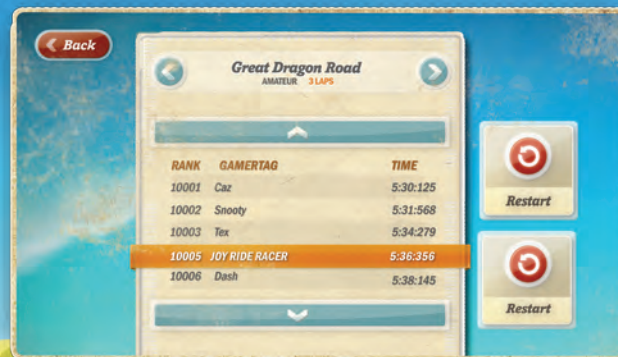 Back
Great Dragon Road
AMATEUR 3 LAPS
RANK GAMERTAG TIME
10001 Caz 5:30:125
10002 Snooty 5:31:568
10003 Tex 5:34:279
10005 JOY RIDE RACER 5:36:356
10006 Dash 5:38:145
Restart
Restart